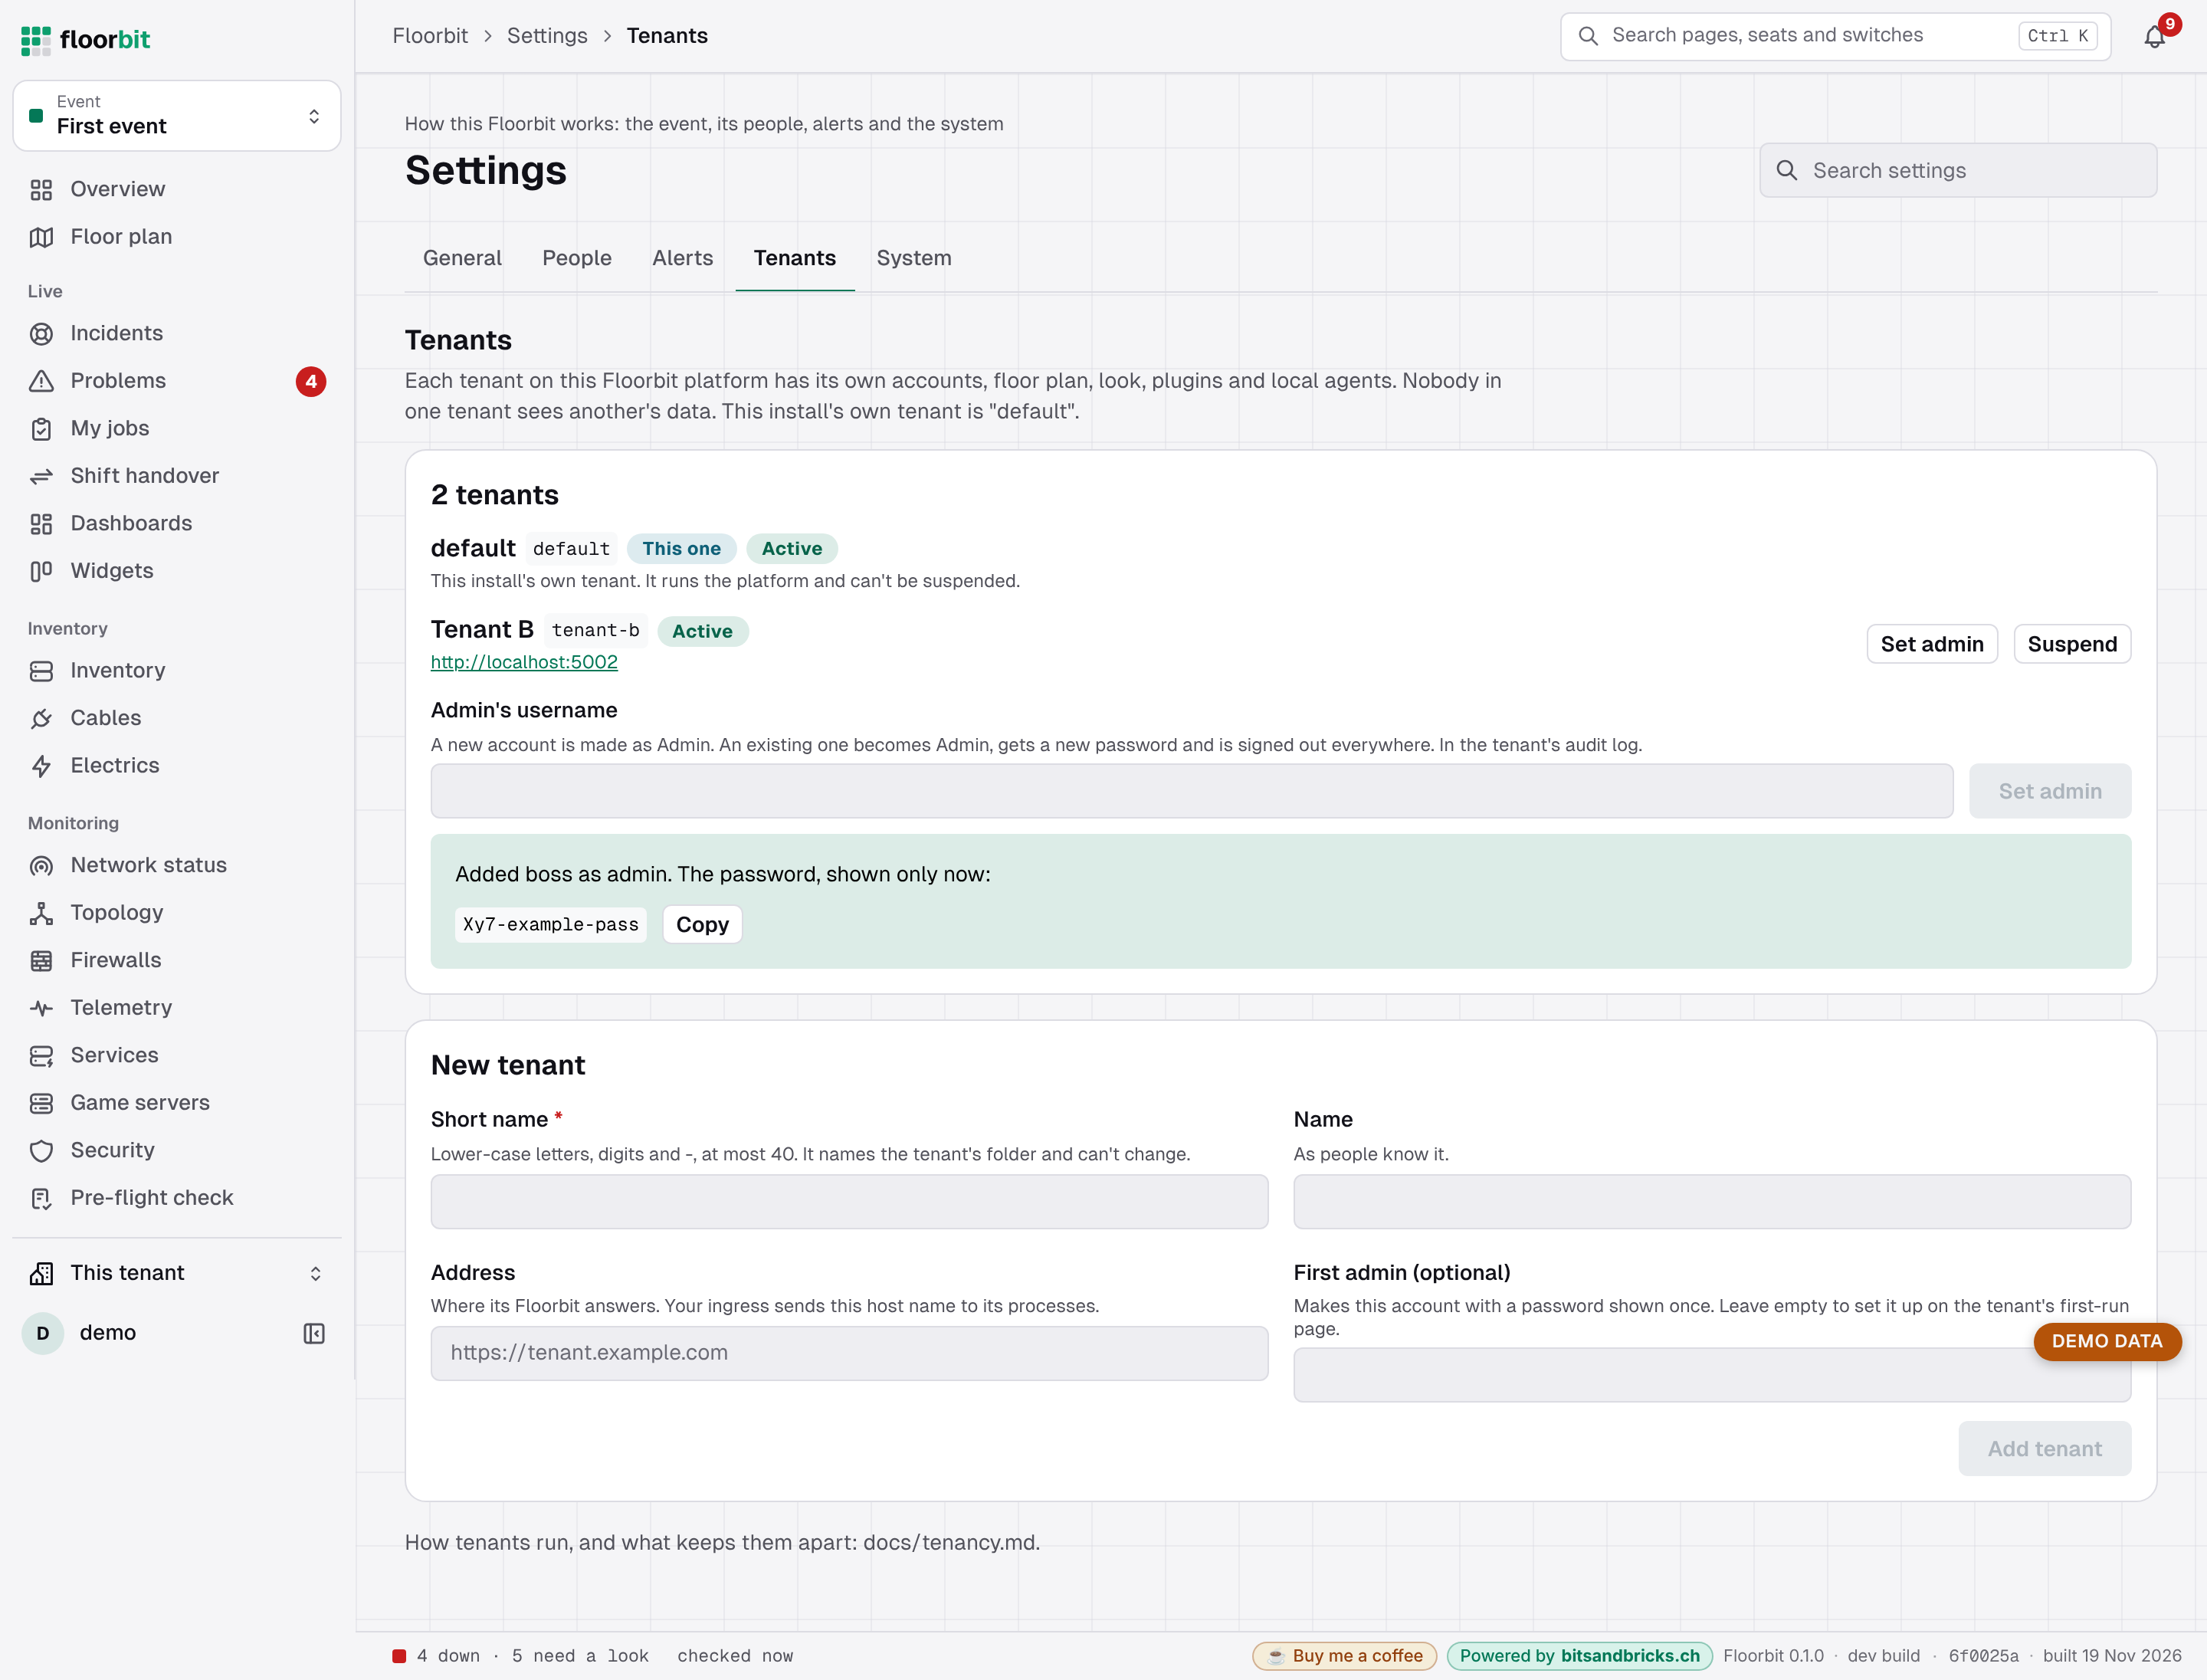 floorbit
Event
First event
Overview
Floor plan
Live
Incidents
Problems
4
My jobs
Shift handover
Dashboards
Widgets
Inventory
Inventory
Cables
Electrics
Monitoring
Network status
Topology
Firewalls
Telemetry
Services
Game servers
Security
Pre-flight check
This tenant
D
demo
Floorbit > Settings > Tenants
Search pages, seats and switches
Ctrl K
9
How this Floorbit works: the event, its people, alerts and the system
Settings
Search settings
General
People
Alerts
Tenants
System
Tenants
Each tenant on this Floorbit platform has its own accounts, floor plan, look, plugins and local agents. Nobody in
one tenant sees another's data. This install's own tenant is "default".
2 tenants
default default This one Active
This install's own tenant. It runs the platform and can't be suspended.
Tenant B tenant-b Active
http://localhost:5002
Set admin
Suspend
Admin's username
A new account is made as Admin. An existing one becomes Admin, gets a new password and is signed out everywhere. In the tenant's audit log.
Set admin
Added boss as admin. The password, shown only now:
Xy7-example-pass
Copy
New tenant
Short name *
Lower-case letters, digits and -, at most 40. It names the tenant's folder and can't change.
Name
As people know it.
Address
Where its Floorbit answers. Your ingress sends this host name to its processes.
https://tenant.example.com
First admin (optional)
Makes this account with a password shown once. Leave empty to set it up on the tenant's first-run
page.
DEMO DATA
Add tenant
How tenants run, and what keeps them apart: docs/tenancy.md.
4 down · 5 need a look checked now
Buy me a coffee
Powered by bitsandbricks.ch
Floorbit 0.1.0 · dev build · 6f0025a · built 19 Nov 2026